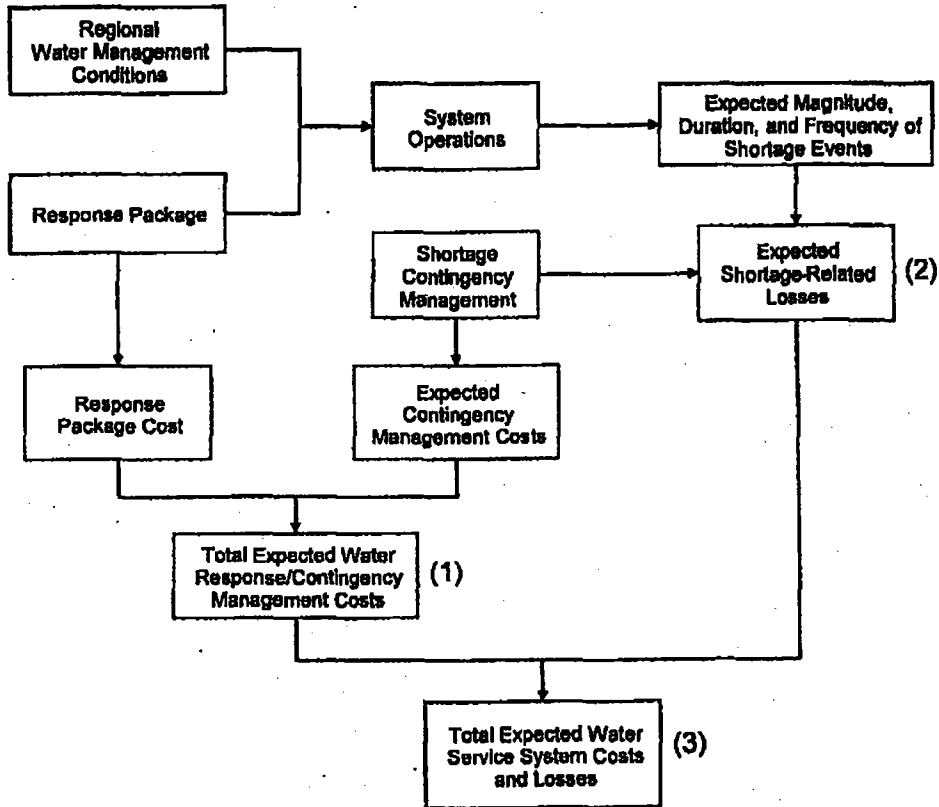 Regional
Water Management
Conditions
System
Operations
Expected Magnitude,
Duration, and Frequency of
Shortage Events
Response Package
Shortage
Contingency
Management
Expected
Shortage-Related
Losses
(2)
Response
Package Cost
Expected
Contingency
Management Costs
Total Expected Water
Response/Contingency
Management Costs
(1)
Total Expected Water
Service System Costs
and Losses
(3)